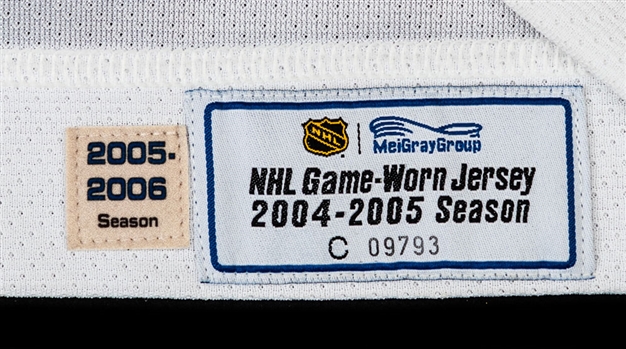 2005-
2006
Season
NHL | MeiGrayGroup
NHL Game-Worn Jersey
2004-2005 Season
C 09793